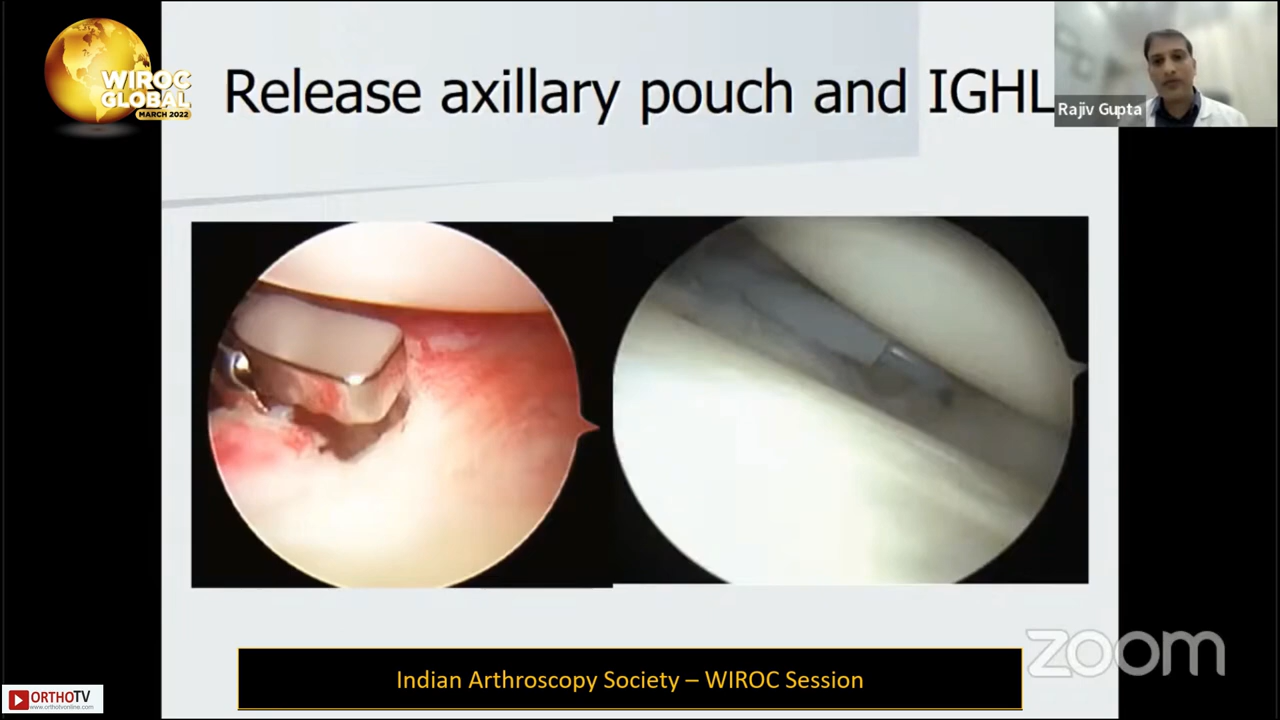 WIROC
GLOBAL
MARCH 2022
Release axillary pouch and IGHL
Rajiv Gupta
Indian Arthroscopy Society – WIROC Session
zoom
ORTHOTV
www.orthotvonline.com